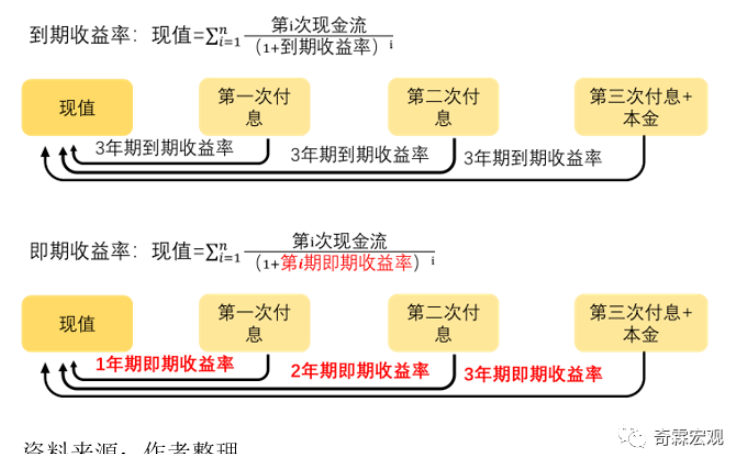 到期收益率：现值=∑ⁿᵢ₌₁ 第i次现金流/（1+到期收益率）ⁱ
现值 第一次付息 第二次付息 第三次付息+本金
3年期到期收益率 3年期到期收益率 3年期到期收益率
即期收益率：现值=∑ⁿᵢ₌₁ 第i次现金流/（1+第i期即期收益率）ⁱ
现值 第一次付息 第二次付息 第三次付息+本金
1年期即期收益率 2年期即期收益率 3年期即期收益率
奇霖宏观
资料来源：作者整理